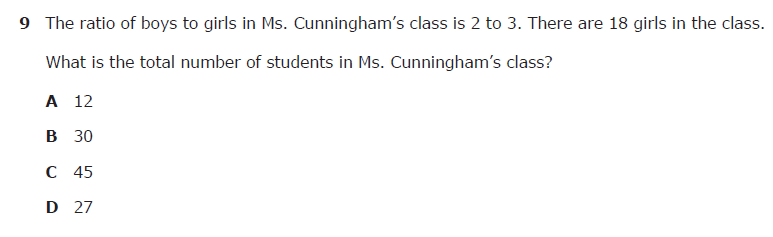 9 The ratio of boys to girls in Ms. Cunningham’s class is 2 to 3. There are 18 girls in the class.
What is the total number of students in Ms. Cunningham’s class?
A 12
B 30
C 45
D 27